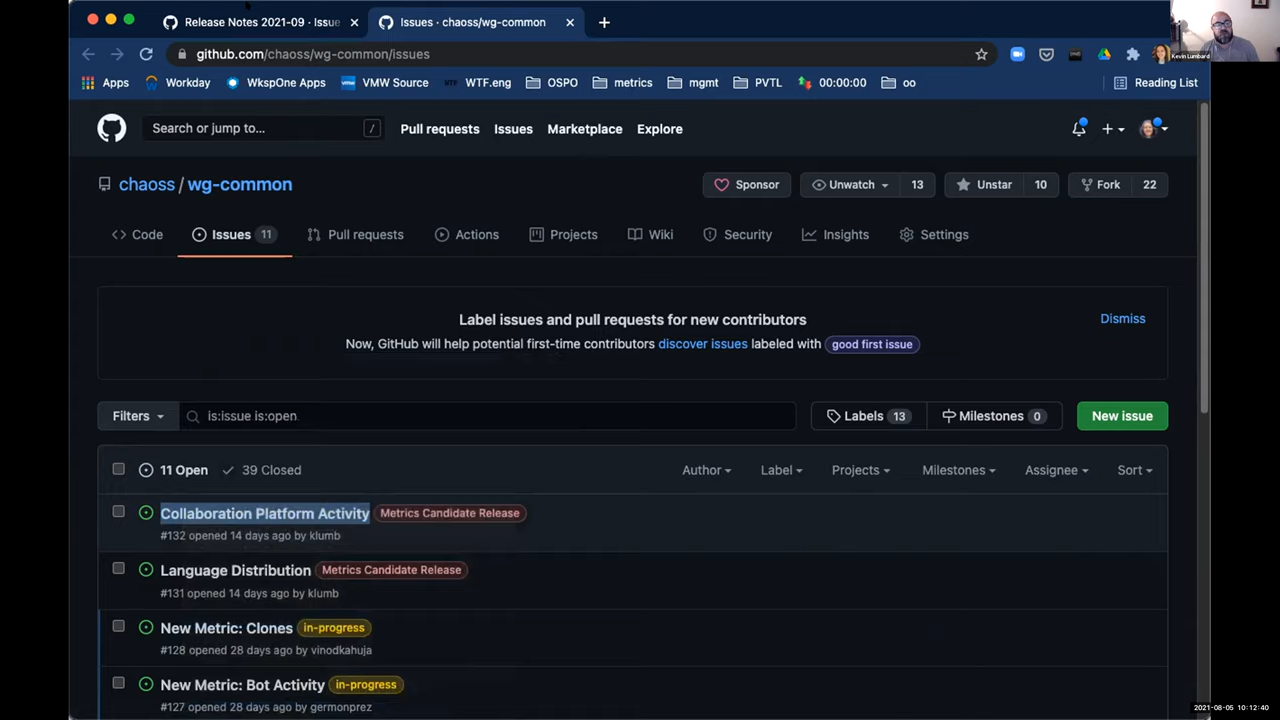 Release Notes 2021-09 · Issue
Issues · chaoss/wg-common
github.com/chaoss/wg-common/issues
Kevin Lumbard
Apps
Workday
WkspOne Apps
VMW Source
WTF.eng
OSPO
metrics
mgmt
PVTL
00:00:00
oo
Reading List
Search or jump to...
/
Pull requests
Issues
Marketplace
Explore
chaoss / wg-common
Sponsor
Unwatch
13
Unstar
10
Fork
22
Code
Issues 11
Pull requests
Actions
Projects
Wiki
Security
Insights
Settings
Label issues and pull requests for new contributors
Dismiss
Now, GitHub will help potential first-time contributors discover issues labeled with good first issue
Filters
is:issue is:open
Labels 13
Milestones 0
New issue
11 Open
39 Closed
Author
Label
Projects
Milestones
Assignee
Sort
Collaboration Platform Activity Metrics Candidate Release
#132 opened 14 days ago by klumb
Language Distribution Metrics Candidate Release
#131 opened 14 days ago by klumb
New Metric: Clones in-progress
#128 opened 28 days ago by vinodkahuja
New Metric: Bot Activity in-progress
#127 opened 28 days ago by germonprez
2021-08-05 10:12:40